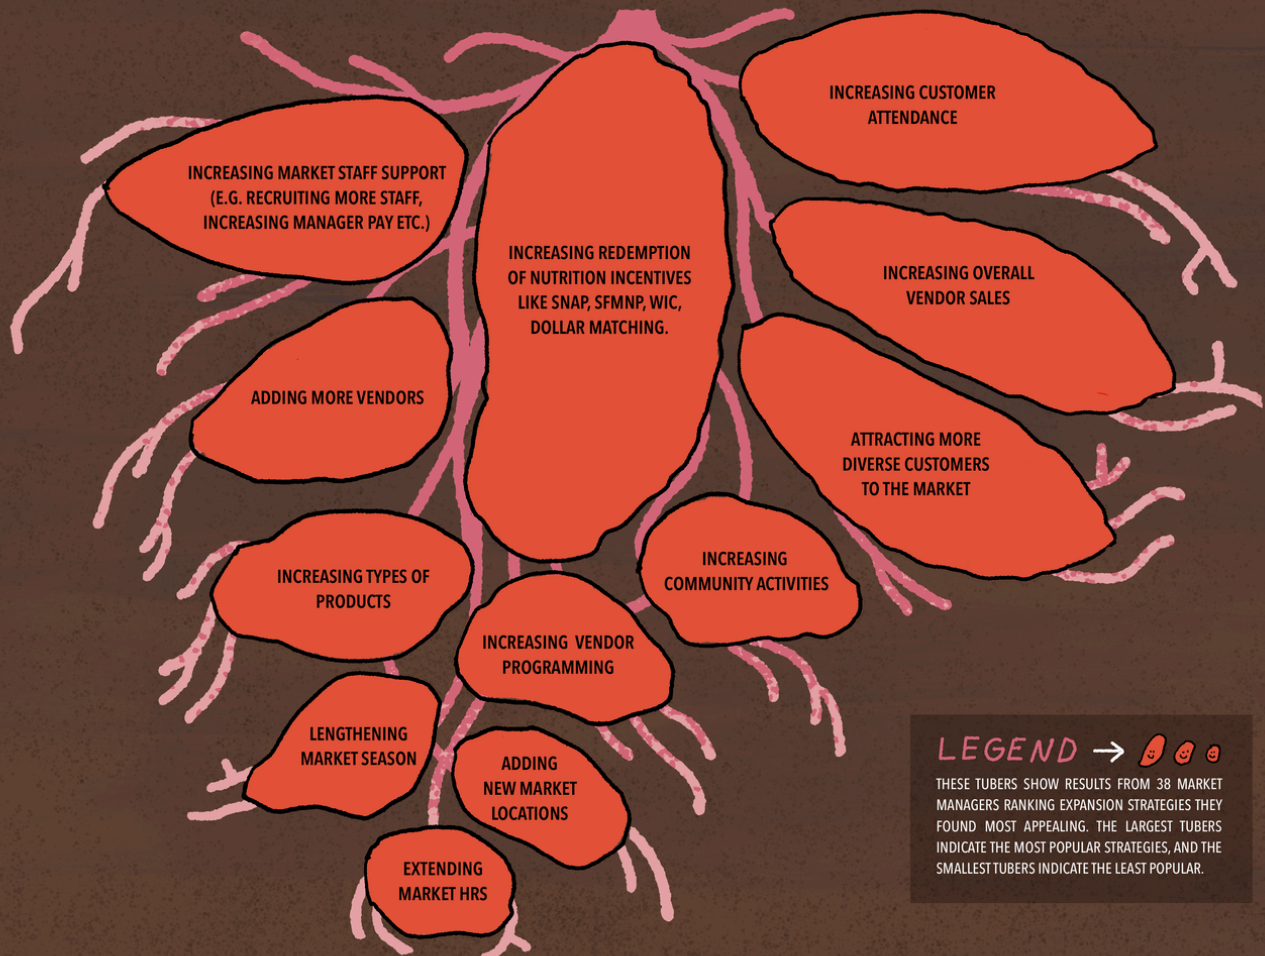 INCREASING CUSTOMER
ATTENDANCE
INCREASING MARKET STAFF SUPPORT
(E.G. RECRUITING MORE STAFF,
INCREASING MANAGER PAY ETC.)
INCREASING REDEMPTION
OF NUTRITION INCENTIVES
LIKE SNAP, SFMNP, WIC,
DOLLAR MATCHING.
INCREASING OVERALL
VENDOR SALES
ADDING MORE VENDORS
ATTRACTING MORE
DIVERSE CUSTOMERS
TO THE MARKET
INCREASING TYPES OF
PRODUCTS
INCREASING
COMMUNITY ACTIVITIES
INCREASING VENDOR
PROGRAMMING
LENGTHENING
MARKET SEASON
ADDING
NEW MARKET
LOCATIONS
EXTENDING
MARKET HRS
LEGEND →
THESE TUBERS SHOW RESULTS FROM 38 MARKET
MANAGERS RANKING EXPANSION STRATEGIES THEY
FOUND MOST APPEALING. THE LARGEST TUBERS
INDICATE THE MOST POPULAR STRATEGIES, AND THE
SMALLEST TUBERS INDICATE THE LEAST POPULAR.